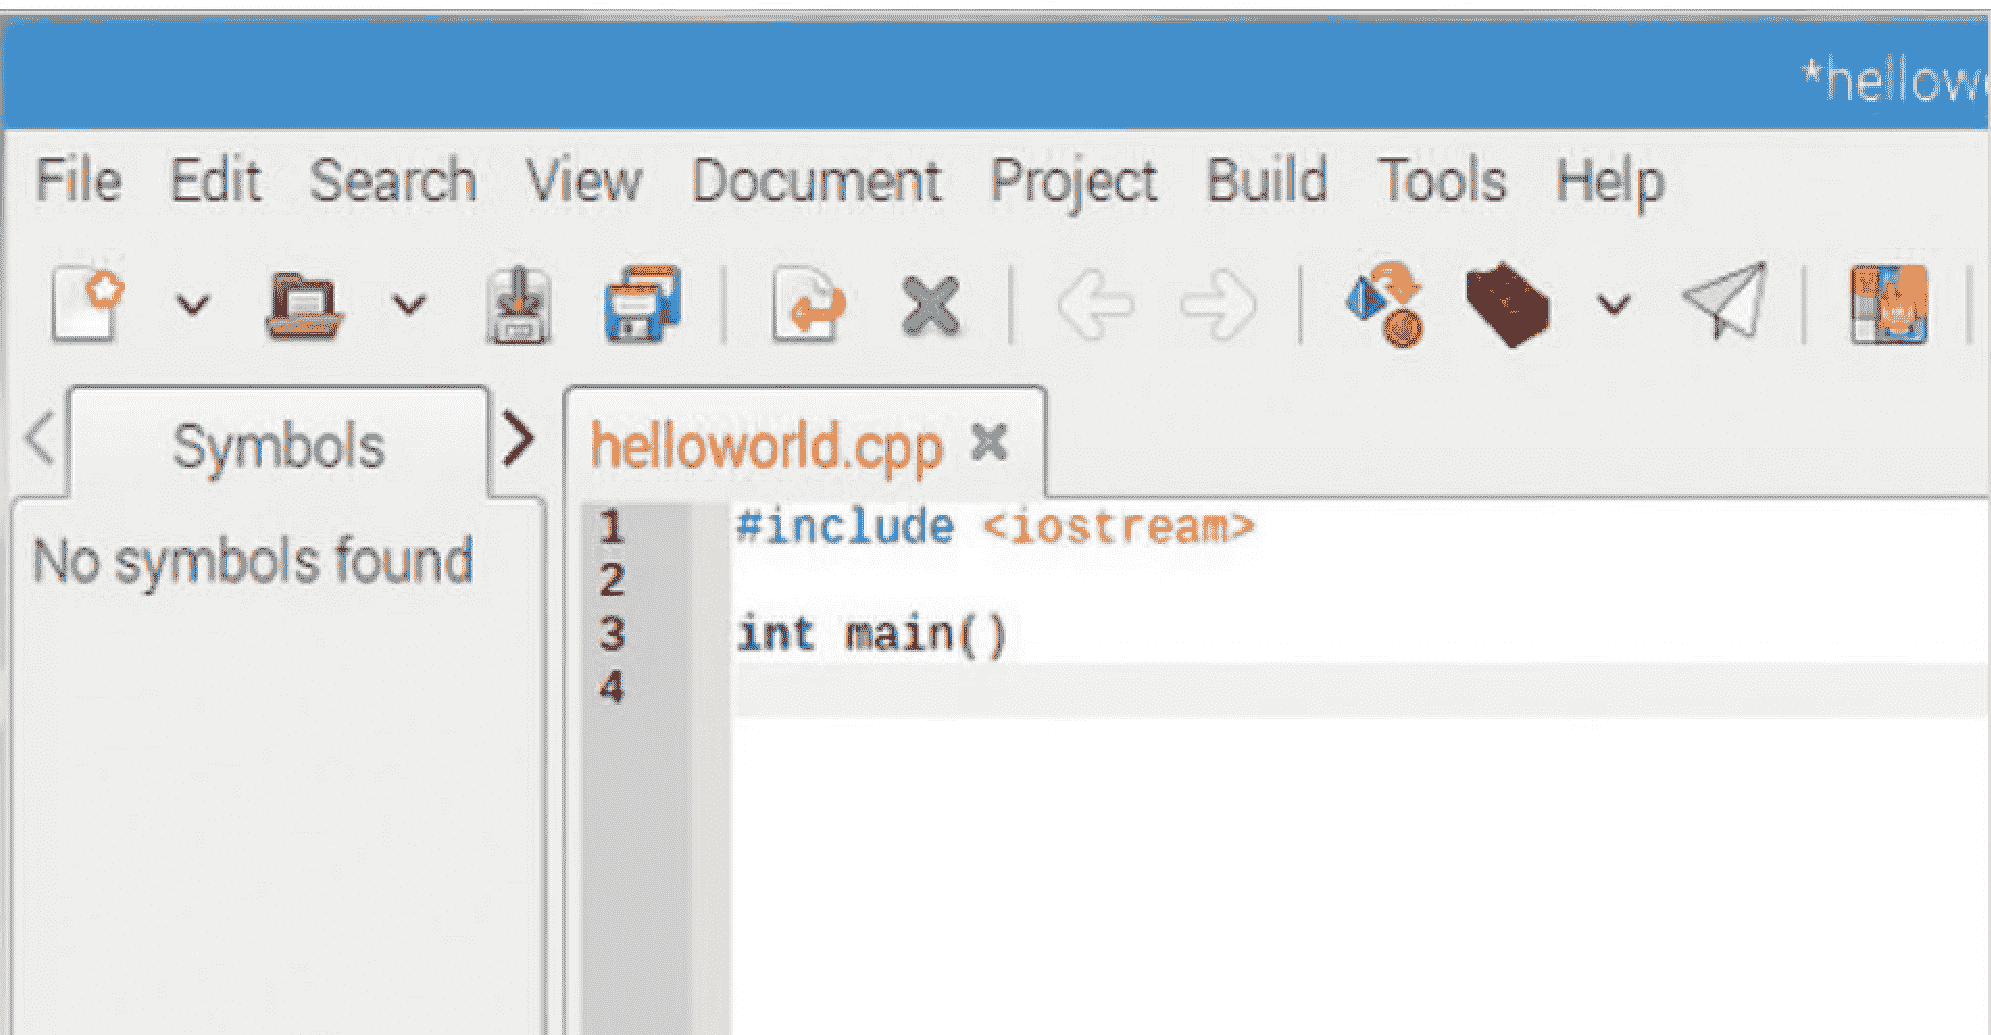 *hellow
File Edit Search View Document Project Build Tools Help
Symbols
helloworld.cpp
No symbols found
1 #include <iostream>
2
3 int main()
4